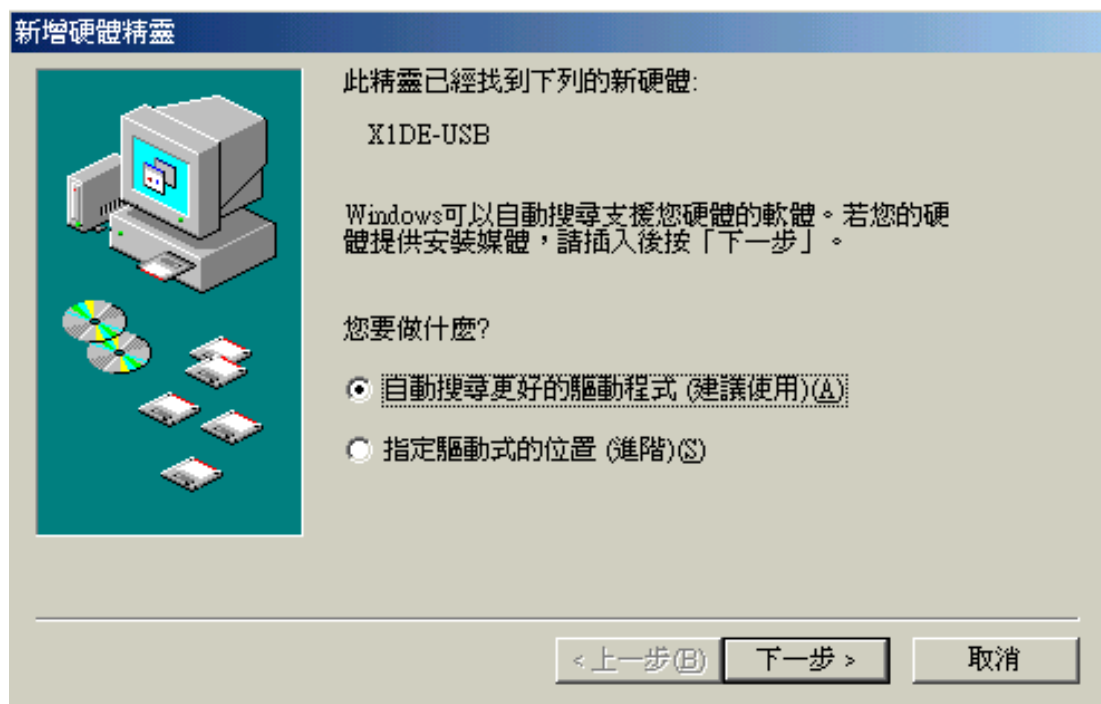 新增硬體精靈
此精靈已經找到下列的新硬體:
X1DE-USB
Windows可以自動搜尋支援您硬體的軟體。若您的硬
體提供安裝媒體，請插入後按「下一步」。
您要做什麼?
自動搜尋更好的驅動程式 (建議使用)(A)
指定驅動式的位置 (進階)(S)
<上一步(B)
下一步 >
取消